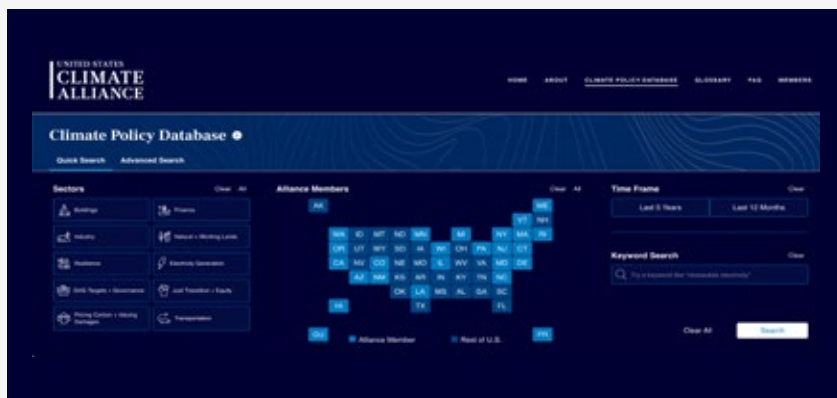 UNITED STATES
CLIMATE
ALLIANCE
HOME ABOUT CLIMATE POLICY DATABASE GLOSSARY FAQ MEMBERS
Climate Policy Database
Quick Search Advanced Search
Sectors Clear All
Buildings Finance
Industry Natural + Working Lands
Resilience Electricity Generation
GHG Targets + Governance Just Transition + Equity
Pricing Carbon + Valuing
Damages
Transportation
Alliance Members Clear All
AK ME
VT NH
WA ID MT ND MN MI NY MA RI
OR UT WY SD IA WI OH PA NJ CT
CA NV CO NE MO IL WV VA MD DE
AZ NM KS AR IN KY TN NC
OK LA MS AL GA SC
HI TX FL
GU PR
Alliance Member Rest of U.S.
Time Frame Clear
Last 5 Years Last 12 Months
Keyword Search Clear
Try a keyword like "renewable electricity"
Clear All Search